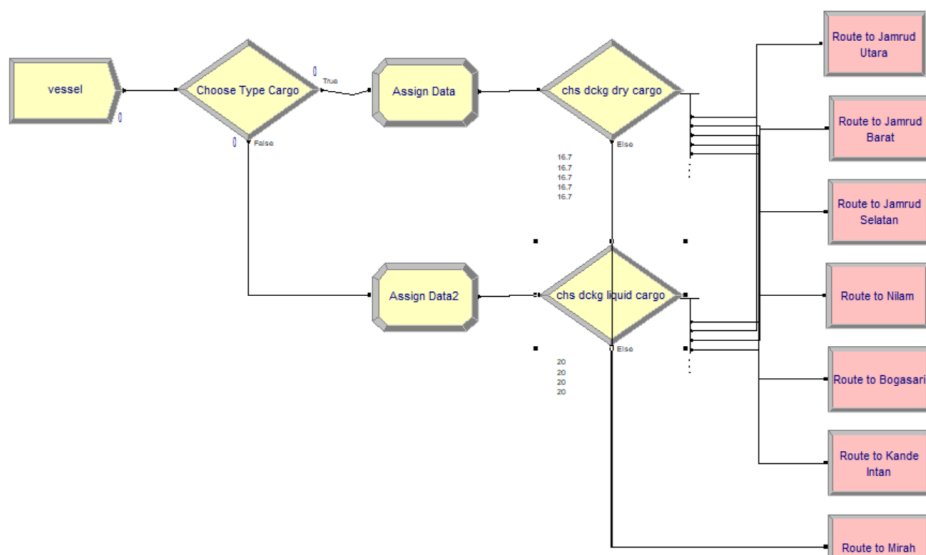 Route to Jamrud
Utara
vessel
Choose Type Cargo
True
Assign Data
chs dckg dry cargo
Route to Jamrud
Barat
0
0
0
False
Else
16.7
16.7
16.7
16.7
16.7
Route to Jamrud
Selatan
Assign Data2
chs dckg liquid cargo
Route to Nilam
Else
20
20
20
20
Route to Bogasari
Route to Kande
Intan
Route to Mirah